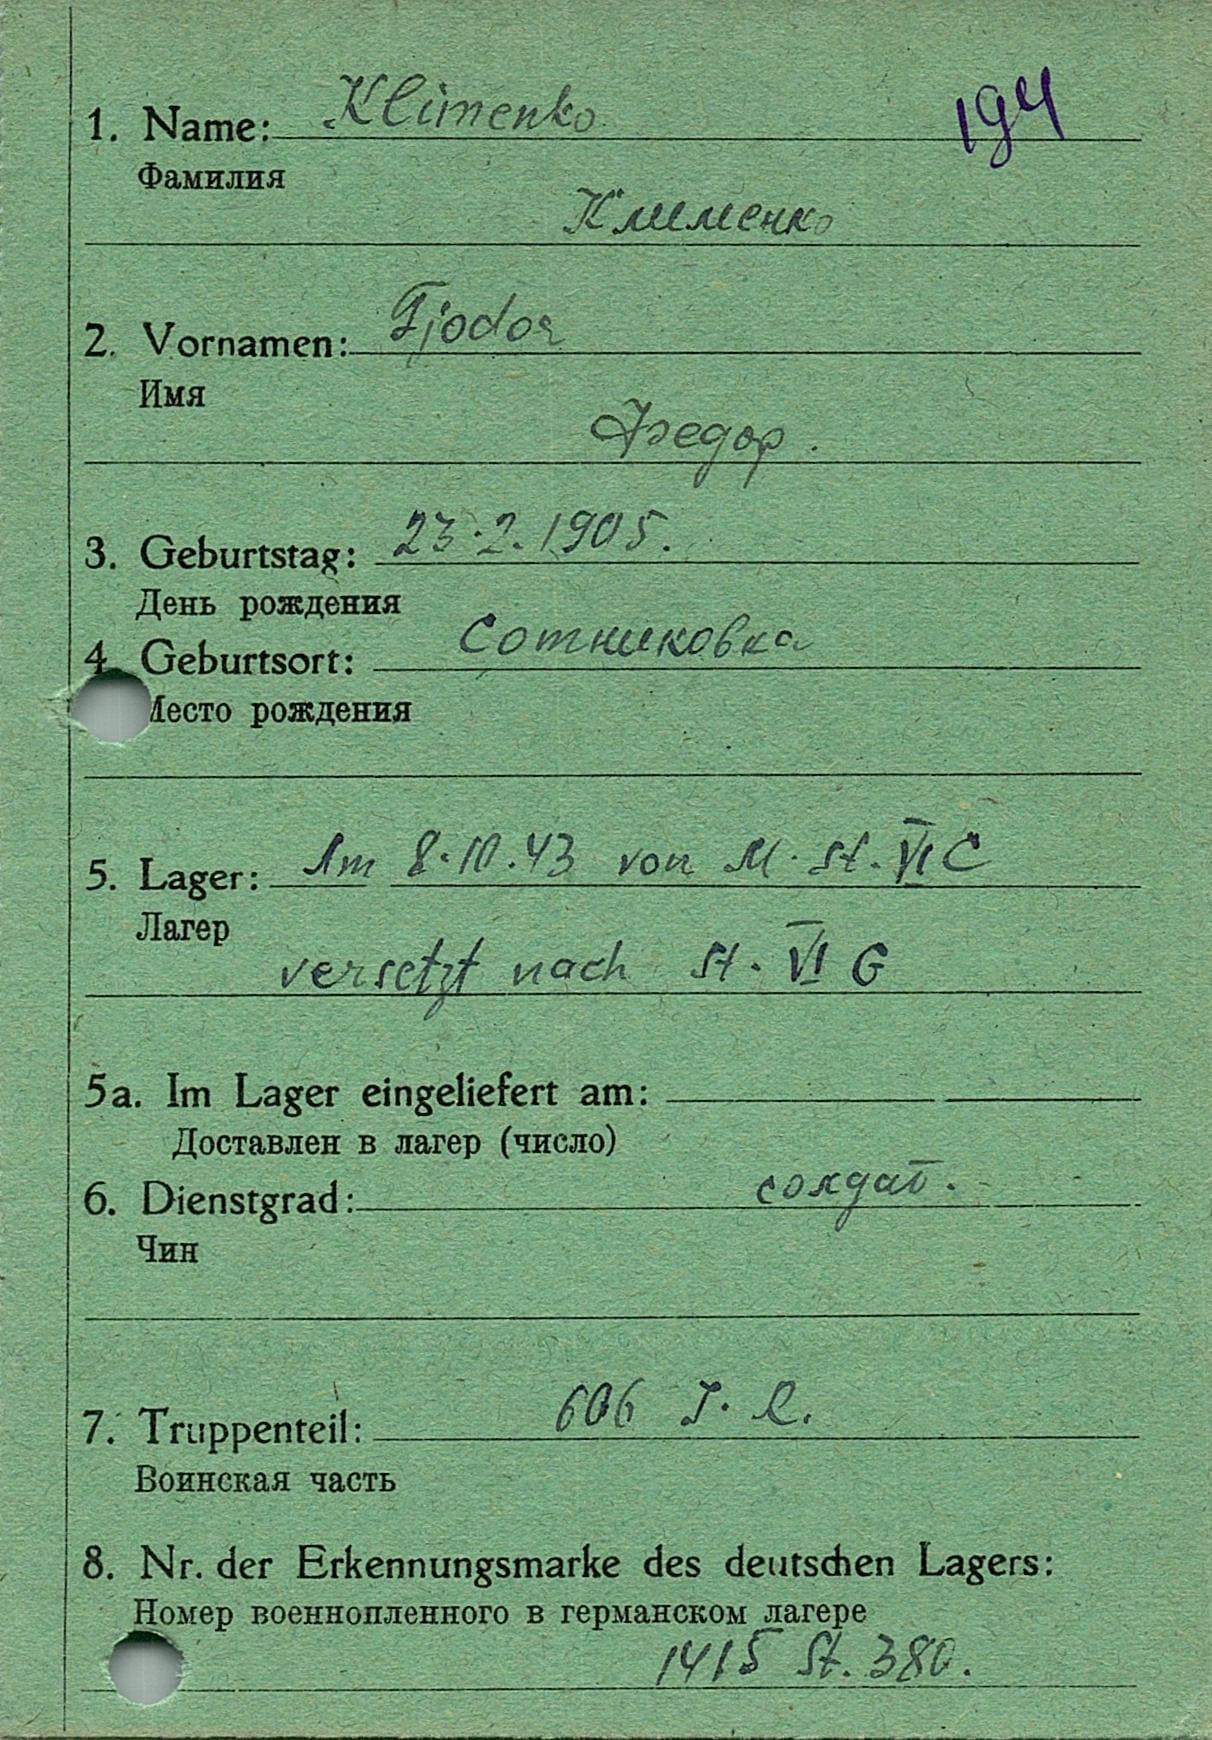 1. Name: Klimenko 194
Фамилия
Клименко
2. Vornamen: Fjodor
Имя
Федор.
3. Geburtstag: 23.2.1905.
День рождения
4. Geburtsort: Сотниковка
Место рождения
5. Lager: Am 8.10.43 von M. St. VI C
Лагер
versetzt nach St. VI G
5a. Im Lager eingeliefert am:
Доставлен в лагер (число)
6. Dienstgrad: солдат.
Чин
7. Truppenteil: 606 I. R.
Воинская часть
8. Nr. der Erkennungsmarke des deutschen Lagers:
Номер военнопленного в германском лагере
1415 St. 380.